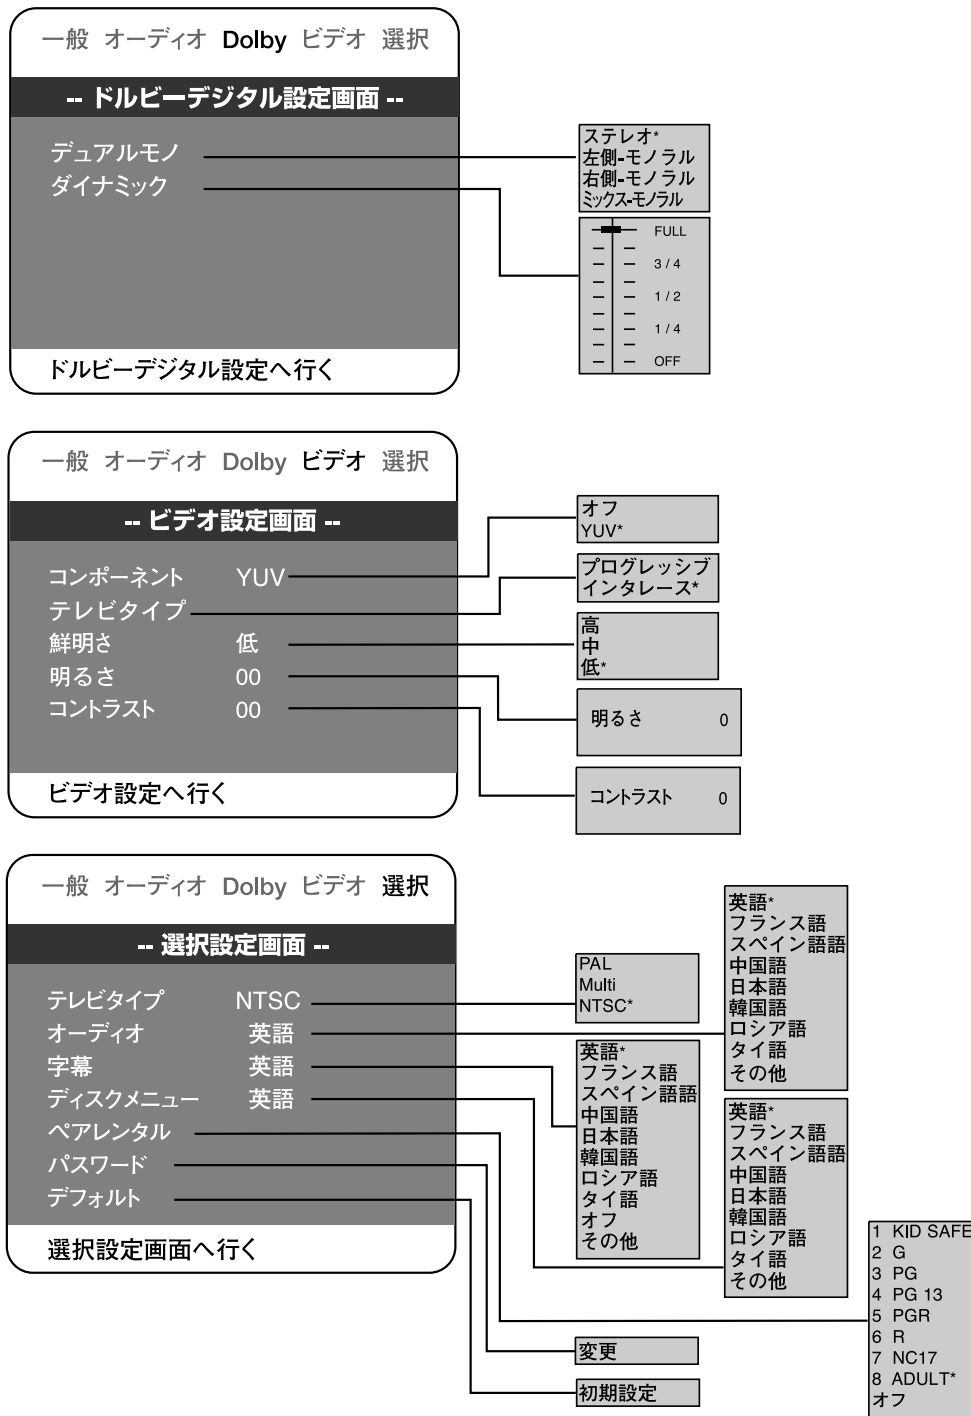 一般 オーディオ Dolby ビデオ 選択
-- ドルビーデジタル設定画面 --
デュアルモノ
ダイナミック
ドルビーデジタル設定へ行く
ステレオ*
左側-モノラル
右側-モノラル
ミックス-モノラル
FULL
3 / 4
1 / 2
1 / 4
OFF
一般 オーディオ Dolby ビデオ 選択
-- ビデオ設定画面 --
コンポーネント YUV
テレビタイプ
鮮明さ 低
明るさ 00
コントラスト 00
ビデオ設定へ行く
オフ
YUV*
プログレッシブ
インタレース*
高
中
低*
明るさ 0
コントラスト 0
一般 オーディオ Dolby ビデオ 選択
-- 選択設定画面 --
テレビタイプ NTSC
オーディオ 英語
字幕 英語
ディスクメニュー 英語
ペアレンタル
パスワード
デフォルト
選択設定画面へ行く
PAL
Multi
NTSC*
英語*
フランス語
スペイン語語
中国語
日本語
韓国語
ロシア語
タイ語
その他
英語*
フランス語
スペイン語語
中国語
日本語
韓国語
ロシア語
タイ語
オフ
その他
英語*
フランス語
スペイン語語
中国語
日本語
韓国語
ロシア語
タイ語
その他
1 KID SAFE
2 G
3 PG
4 PG 13
5 PGR
6 R
7 NC17
8 ADULT*
オフ
変更
初期設定